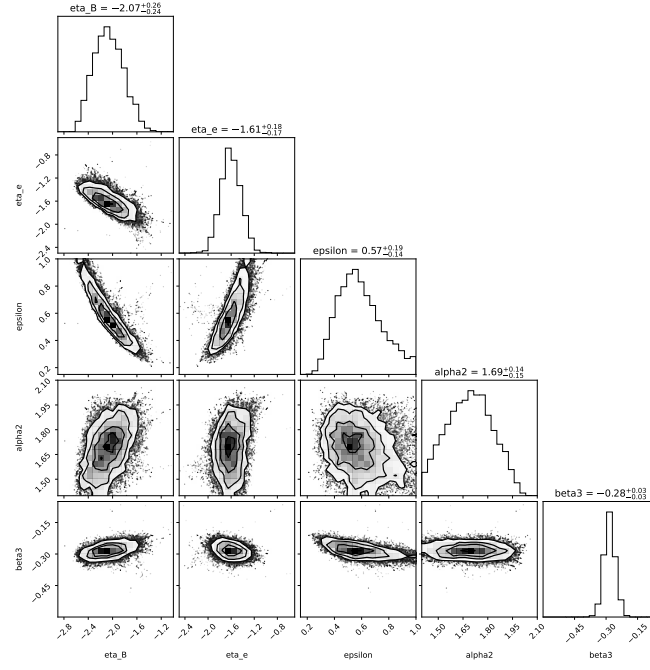 eta_B = −2.07+0.26−0.24
eta_e = −1.61+0.18−0.17
−0.8
−1.2
−1.6
−2.0
−2.4
eta_e
epsilon = 0.57+0.19−0.14
1.0
0.8
0.6
0.4
0.2
epsilon
alpha2 = 1.69+0.14−0.15
2.10
1.95
1.80
1.65
1.50
alpha2
beta3 = −0.28+0.03−0.03
−0.15
−0.30
−0.45
beta3
−2.8 −2.4 −2.0 −1.6 −1.2
−2.4 −2.0 −1.6 −1.2 −0.8
0.2 0.4 0.6 0.8 1.0
1.50 1.65 1.80 1.95 2.10
−0.45 −0.30 −0.15
eta_B eta_e epsilon alpha2 beta3